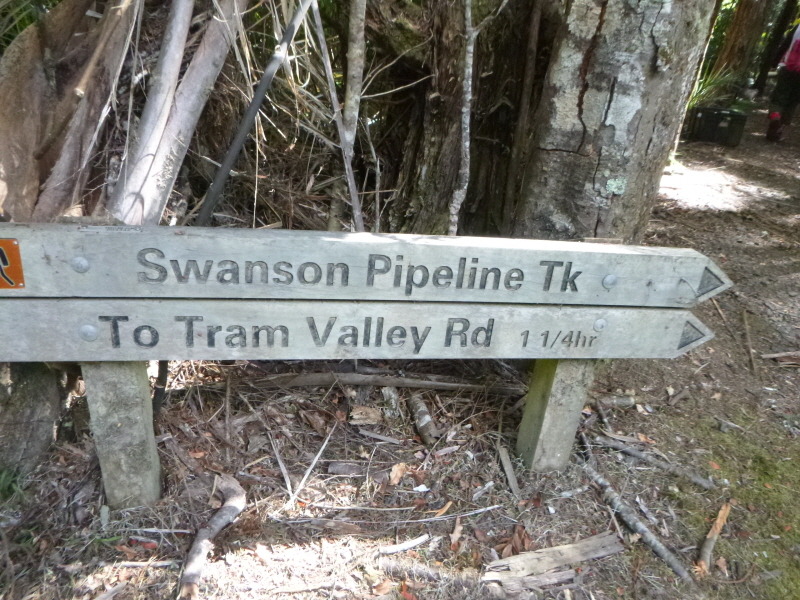 Swanson Pipeline Tk
To Tram Valley Rd 1 1/4hr